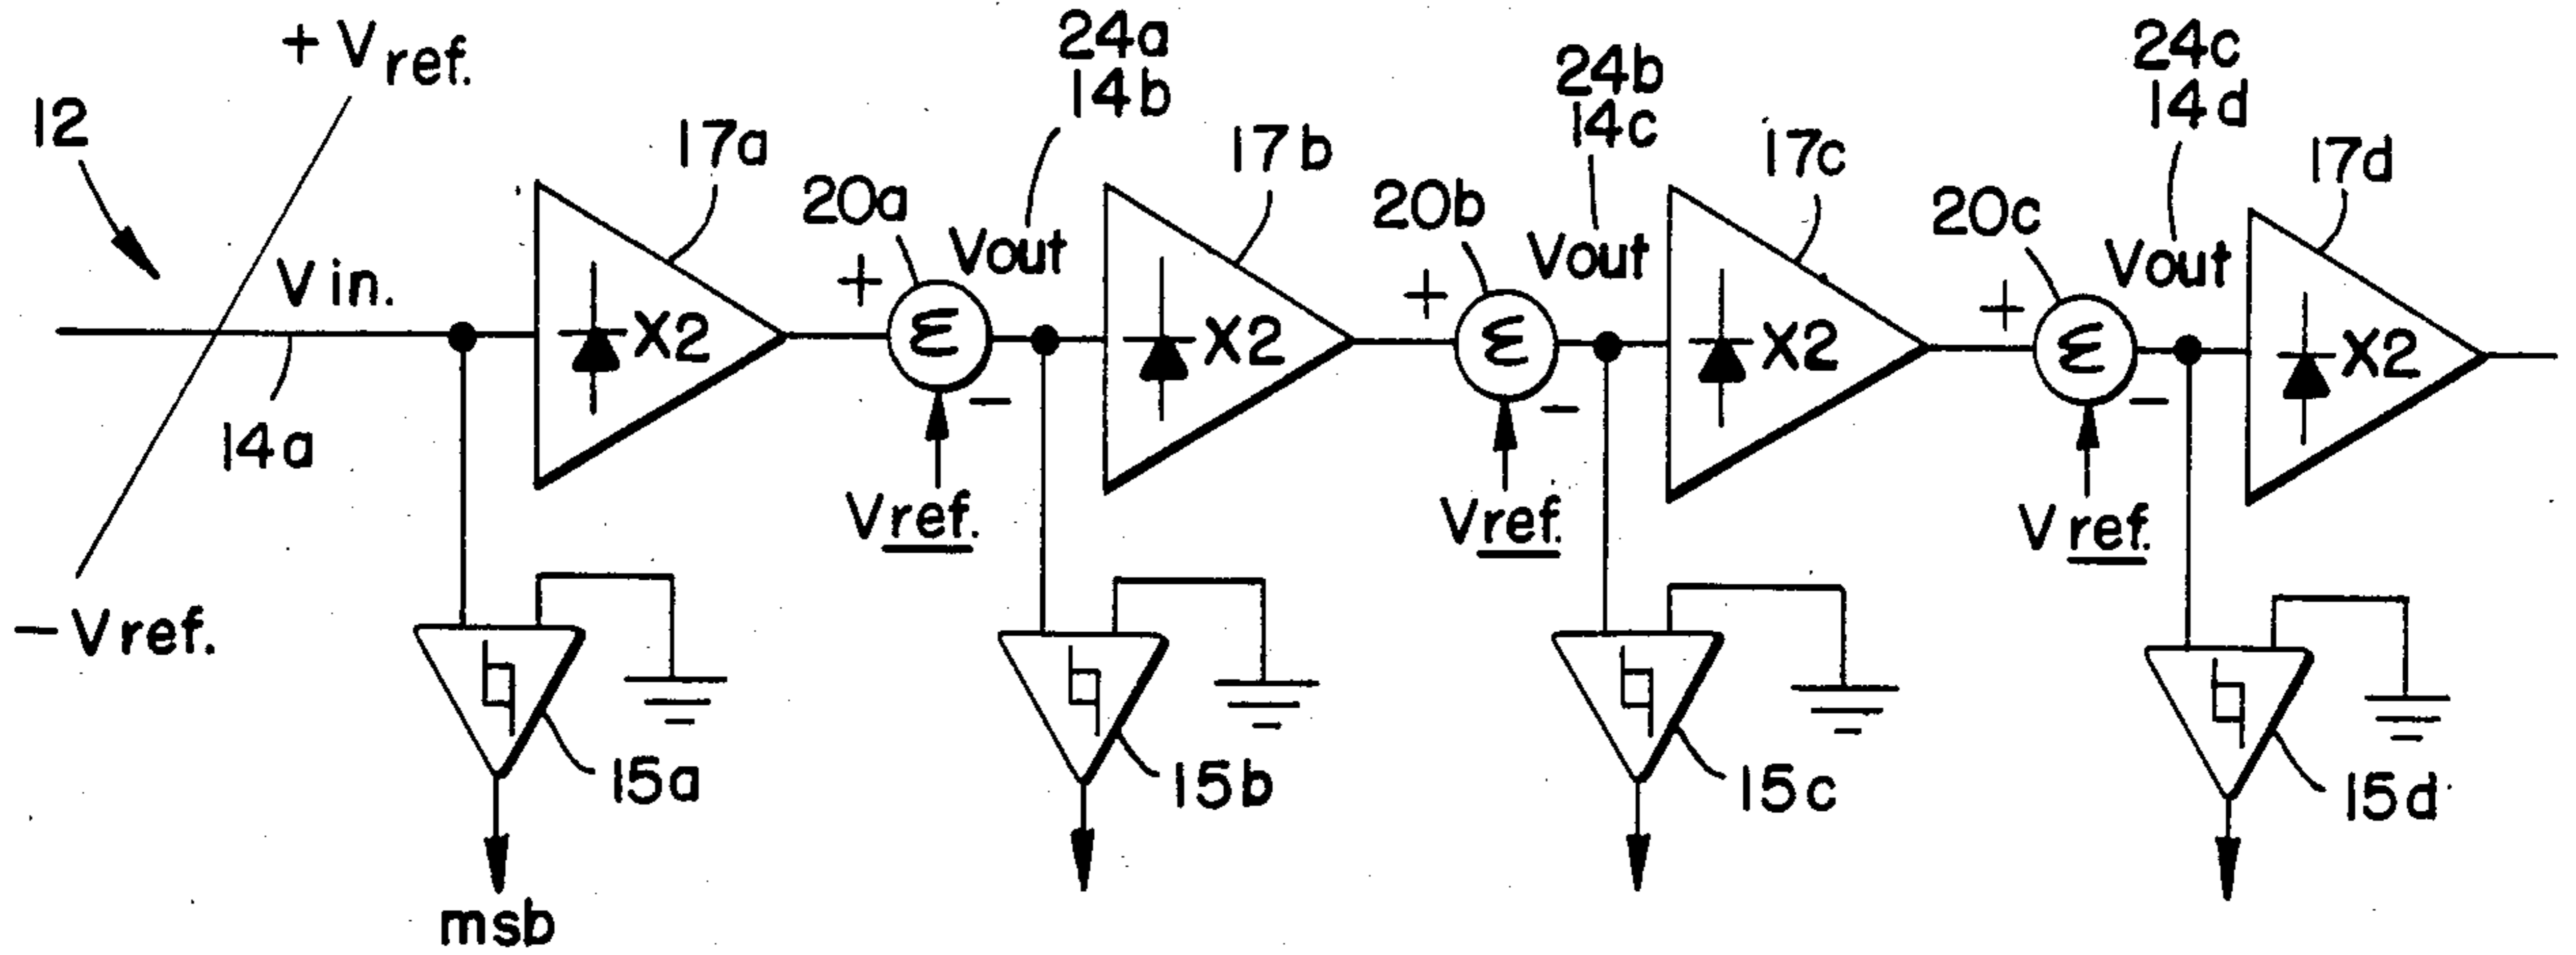 + Vref.
12
24a
14b
24b
14c
24c
14d
17a
17b
17c
17d
20a
20b
20c
+
Vout
+
Vout
+
Vout
Vin.
X2
Ɛ
X2
Ɛ
X2
Ɛ
X2
−
−
−
14a
Vref.
Vref.
Vref.
− Vref.
15a
15b
15c
15d
msb